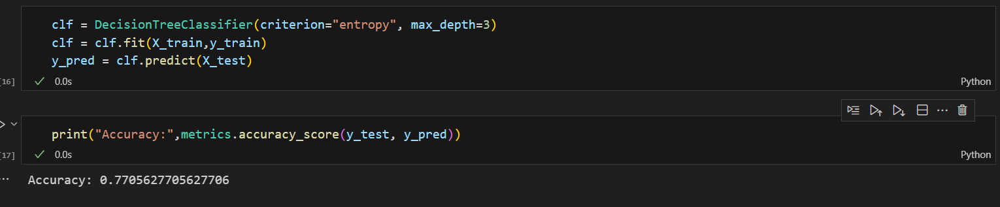 clf = DecisionTreeClassifier(criterion="entropy", max_depth=3)
clf = clf.fit(X_train,y_train)
y_pred = clf.predict(X_test)
[16]
0.0s
Python
print("Accuracy:",metrics.accuracy_score(y_test, y_pred))
[17]
0.0s
Python
Accuracy: 0.7705627705627706